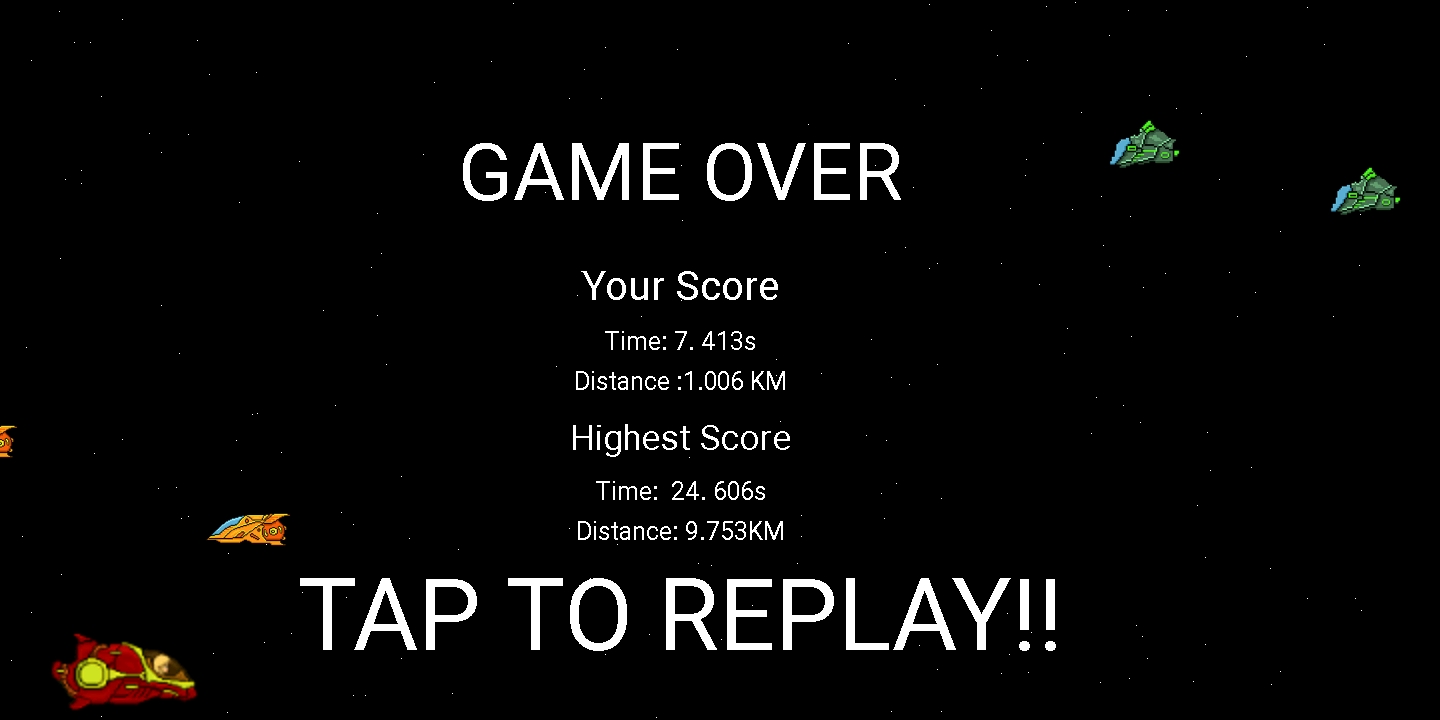 GAME OVER
Your Score
Time: 7. 413s
Distance :1.006 KM
Highest Score
Time:  24. 606s
Distance: 9.753KM
TAP TO REPLAY!!